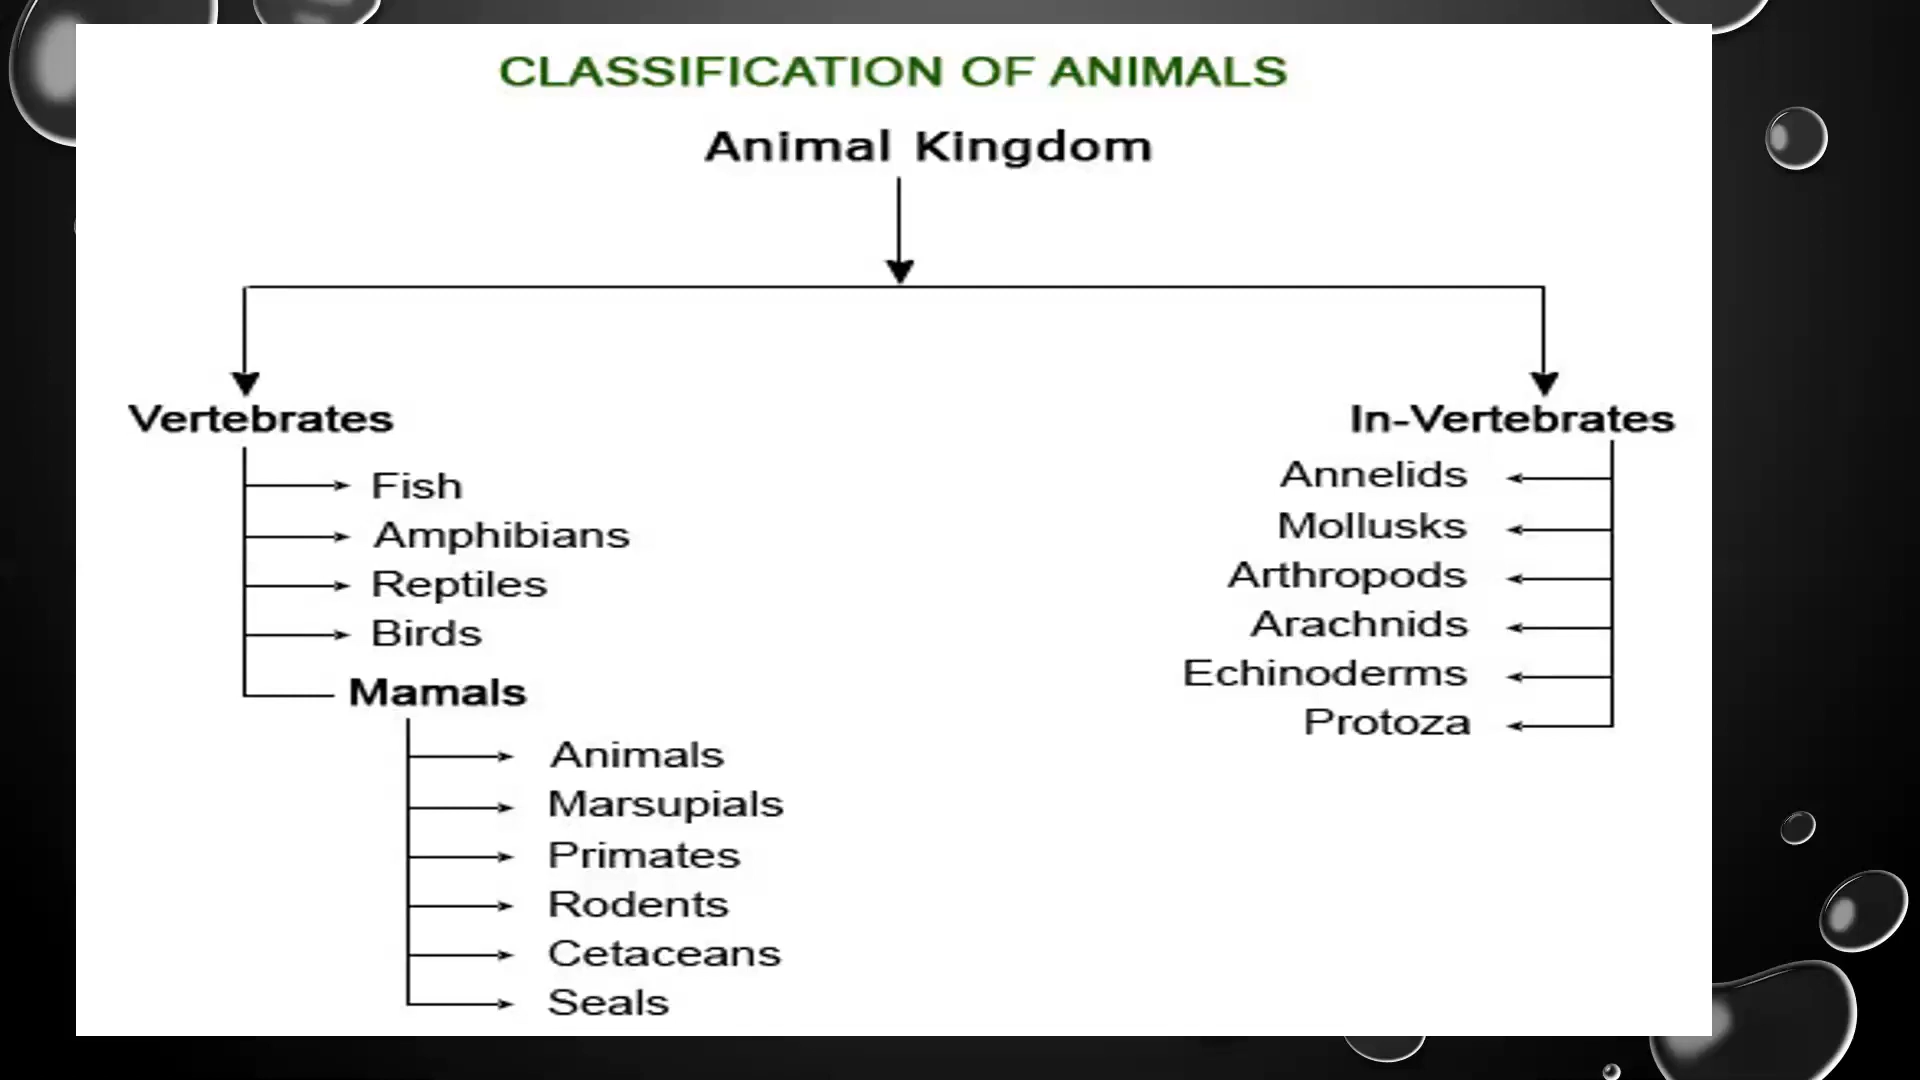 CLASSIFICATION OF ANIMALS
Animal Kingdom
Vertebrates
Fish
Amphibians
Reptiles
Birds
Mamals
Animals
Marsupials
Primates
Rodents
Cetaceans
Seals
In-Vertebrates
Annelids
Mollusks
Arthropods
Arachnids
Echinoderms
Protoza